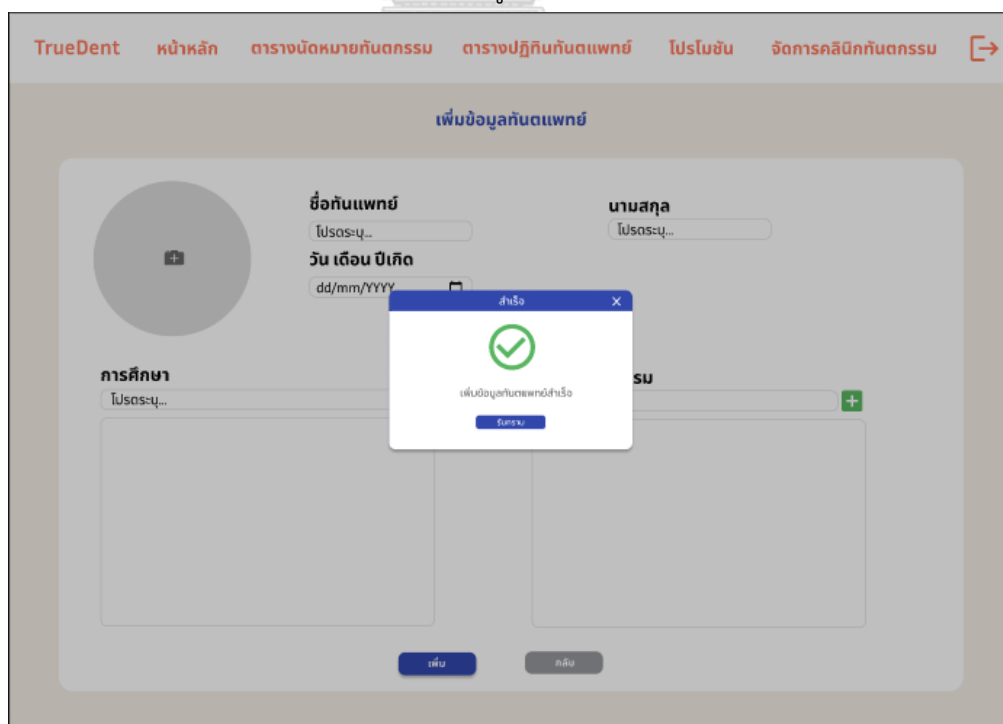 TrueDent หน้าหลัก ตารางนัดหมายทันตกรรม ตารางปฏิทินทันตแพทย์ โปรโมชัน จัดการคลินิกทันตกรรม
เพิ่มข้อมูลทันตแพทย์
ชื่อทันแพทย์ นามสกุล
โปรดระบุ... โปรดระบุ...
วัน เดือน ปีเกิด
dd/mm/YYYY
สำเร็จ
เพิ่มข้อมูลทันตแพทย์สำเร็จ
รับทราบ
การศึกษา รม
โปรดระบุ...
เพิ่ม กลับ